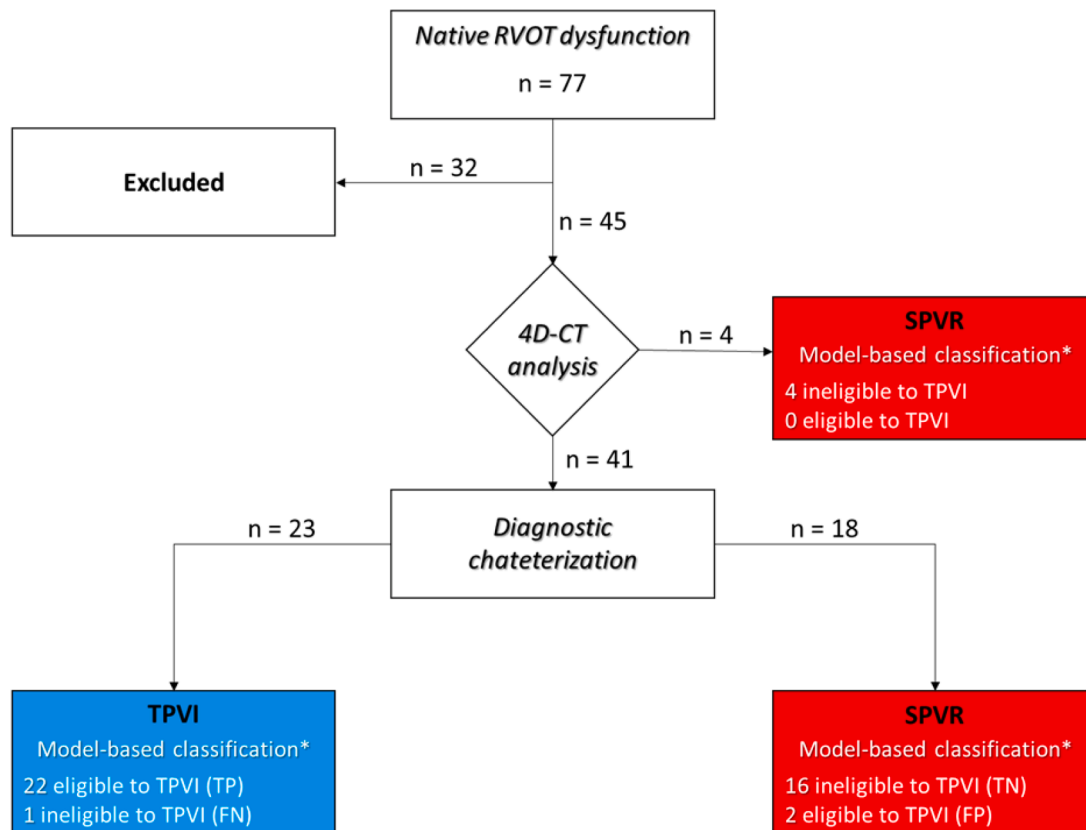 Native RVOT dysfunction
n = 77
n = 32
Excluded
n = 45
4D-CT
analysis
n = 4
SPVR
Model-based classification*
4 ineligible to TPVI
0 eligible to TPVI
n = 41
n = 23
Diagnostic
chateterization
n = 18
TPVI
Model-based classification*
22 eligible to TPVI (TP)
1 ineligible to TPVI (FN)
SPVR
Model-based classification*
16 ineligible to TPVI (TN)
2 eligible to TPVI (FP)